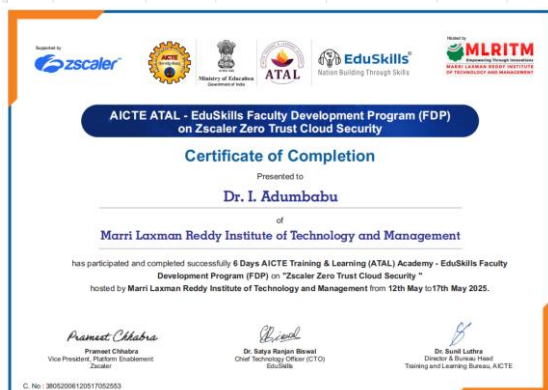 Supported by
zscaler
AICTE
Ministry of Education
Government of India
ATAL
EduSkills
Nation Building Through Skills
Hosted by
MLRITM
Empowering Through Innovations
MARRI LAXMAN REDDY INSTITUTE
OF TECHNOLOGY AND MANAGEMENT
AICTE ATAL - EduSkills Faculty Development Program (FDP)
on Zscaler Zero Trust Cloud Security
Certificate of Completion
Presented to
Dr. I. Adumbabu
of
Marri Laxman Reddy Institute of Technology and Management
has participated and completed successfully 6 Days AICTE Training & Learning (ATAL) Academy - EduSkills Faculty
Development Program (FDP) on "Zscaler Zero Trust Cloud Security "
hosted by Marri Laxman Reddy Institute of Technology and Management from 12th May to17th May 2025.
Prameet Chhabra
Prameet Chhabra
Vice President, Platform Enablement
Zscaler
Dr. Satya Ranjan Biswal
Chief Technology Officer (CTO)
EduSkills
Dr. Sunil Luthra
Director & Bureau Head
Training and Learning Bureau, AICTE